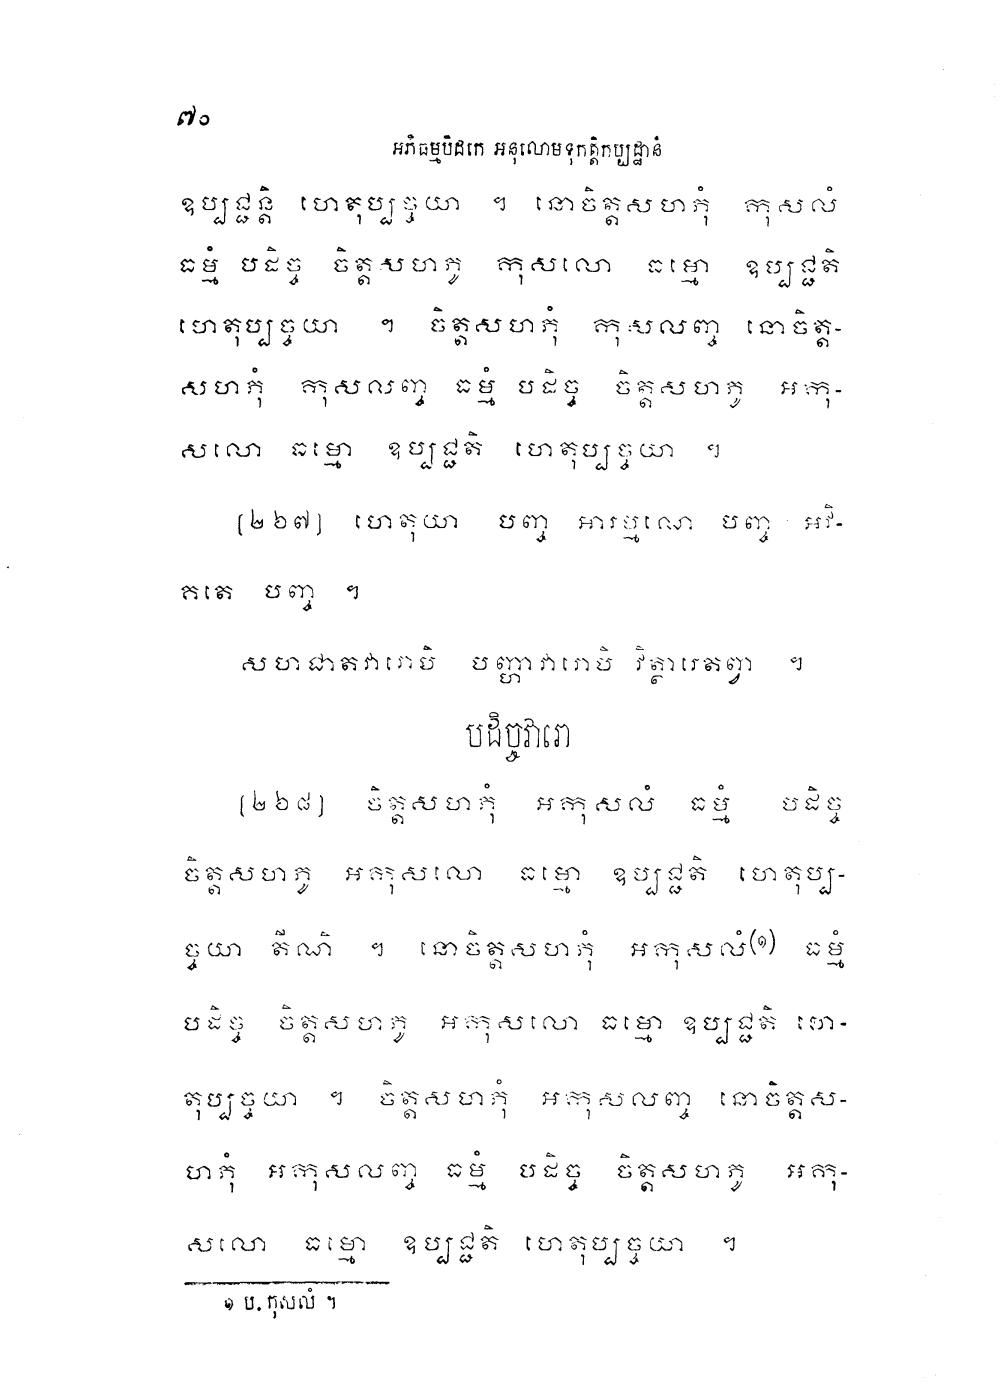 ៧០
អភិធម្មបិដកេ អនុលោមទុកត្តិកប្បដ្ឋានំ
ឧប្បជ្ជន្តិ ហេតុប្បច្ចយា ។ នោចិត្តសហភុំ កុសលំ
ធម្មំ បដិច្ច ចិត្តសហភូ កុសលោ ធម្មោ ឧប្បជ្ជតិ
ហេតុប្បច្ចយា ។ ចិត្តសហភុំ កុសលញ្ច នោចិត្ត-
សហភុំ កុសលញ្ច ធម្មំ បដិច្ច ចិត្តសហភូ អកុ-
សលោ ធម្មោ ឧប្បជ្ជតិ ហេតុប្បច្ចយា ។
[២៦៧] ហេតុយា បញ្ច អារម្មណេ បញ្ច អវិ-
គតេ បញ្ច ។
សហជាតវារោបិ បញ្ហាវារោបិ វិត្ថារេតព្វា ។
បដិច្ចវារោ
[២៦៨] ចិត្តសហភុំ អកុសលំ ធម្មំ បដិច្ច
ចិត្តសហភូ អកុសលោ ធម្មោ ឧប្បជ្ជតិ ហេតុប្ប-
ច្ចយា តីណិ ។ នោចិត្តសហភុំ អកុសលំ(១) ធម្មំ
បដិច្ច ចិត្តសហភូ អកុសលោ ធម្មោ ឧប្បជ្ជតិ ហេ-
តុប្បច្ចយា ។ ចិត្តសហភុំ អកុសលញ្ច នោចិត្តស-
ហភុំ អកុសលញ្ច ធម្មំ បដិច្ច ចិត្តសហភូ អកុ-
សលោ ធម្មោ ឧប្បជ្ជតិ ហេតុប្បច្ចយា ។
១ ប. កុសលំ ។